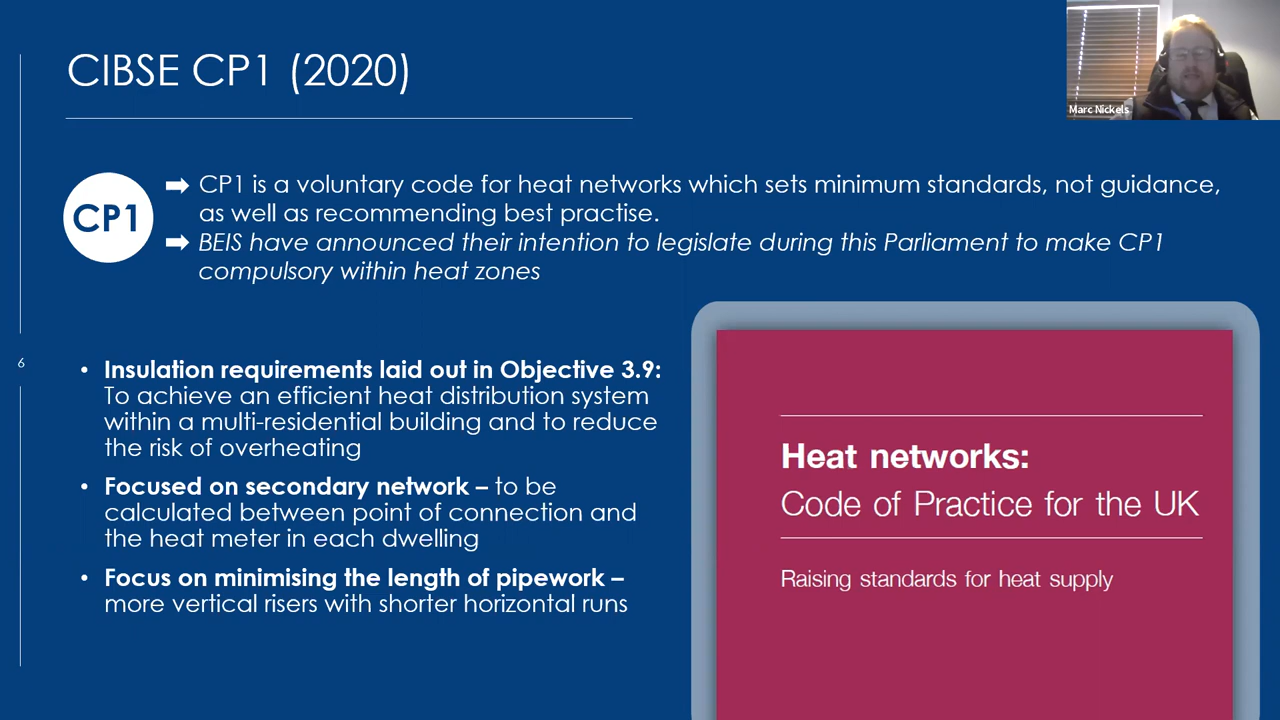 CIBSE CP1 (2020)
Marc Nickels
CP1
CP1 is a voluntary code for heat networks which sets minimum standards, not guidance,
as well as recommending best practise.
BEIS have announced their intention to legislate during this Parliament to make CP1
compulsory within heat zones
6
• Insulation requirements laid out in Objective 3.9:
To achieve an efficient heat distribution system
within a multi-residential building and to reduce
the risk of overheating
• Focused on secondary network – to be
calculated between point of connection and
the heat meter in each dwelling
• Focus on minimising the length of pipework –
more vertical risers with shorter horizontal runs
Heat networks:
Code of Practice for the UK
Raising standards for heat supply